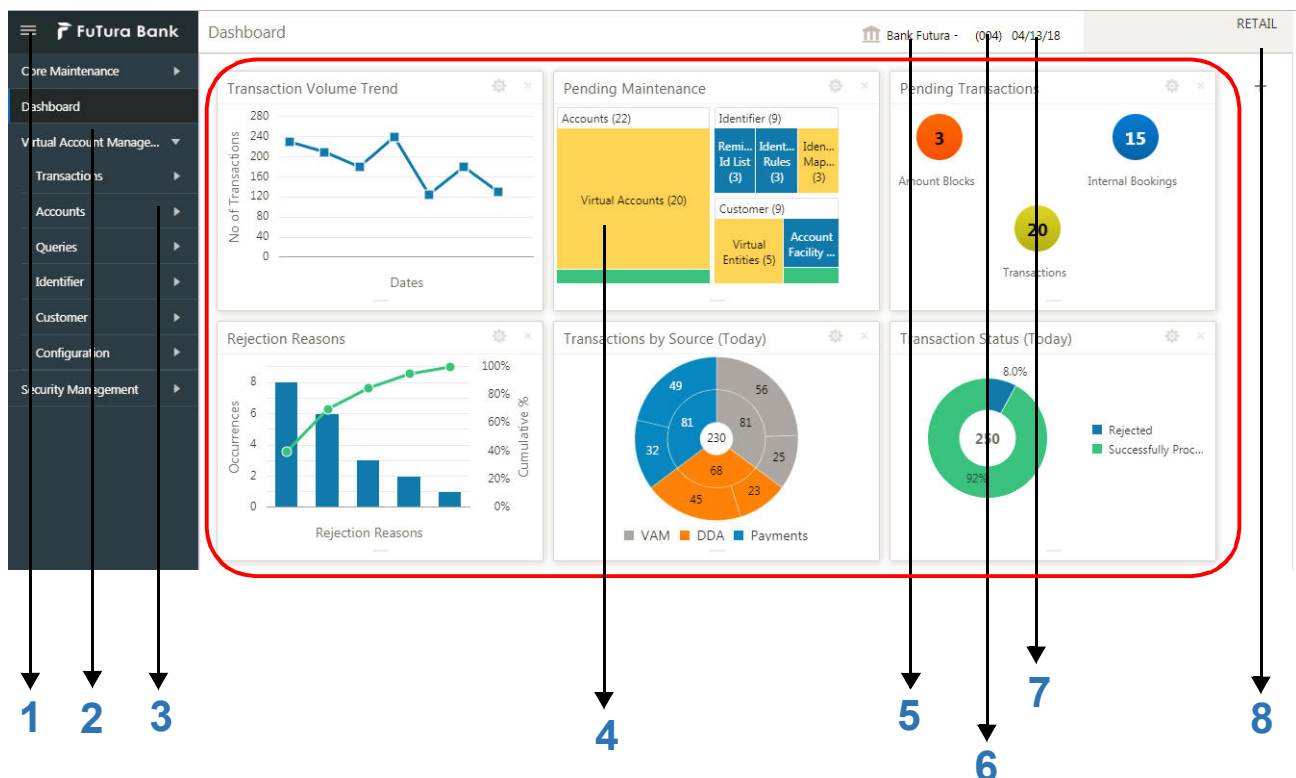 FuTura Bank
Dashboard
Bank Futura - (004) 04/13/18
RETAIL
Core Maintenance
Dashboard
Virtual Account Manage...
Transactions
Accounts
Queries
Identifier
Customer
Configuration
Security Management
Transaction Volume Trend
280
240
200
160
120
80
40
0
No of Transactions
Dates
Pending Maintenance
Accounts (22)
Virtual Accounts (20)
Identifier (9)
Remi...
Id List
(3)
Ident...
Rules
(3)
Iden...
Map...
(3)
Customer (9)
Virtual
Entities (5)
Account
Facility ...
Pending Transactions
3
Amount Blocks
15
Internal Bookings
20
Transactions
Rejection Reasons
8
6
4
2
0
Occurrences
100%
80%
60%
40%
20%
0%
Cumulative %
Rejection Reasons
Transactions by Source (Today)
49
56
81
81
230
32
25
68
45
23
VAM DDA Payments
Transaction Status (Today)
8.0%
250
92%
Rejected
Successfully Proc...
1
2
3
4
5
6
7
8